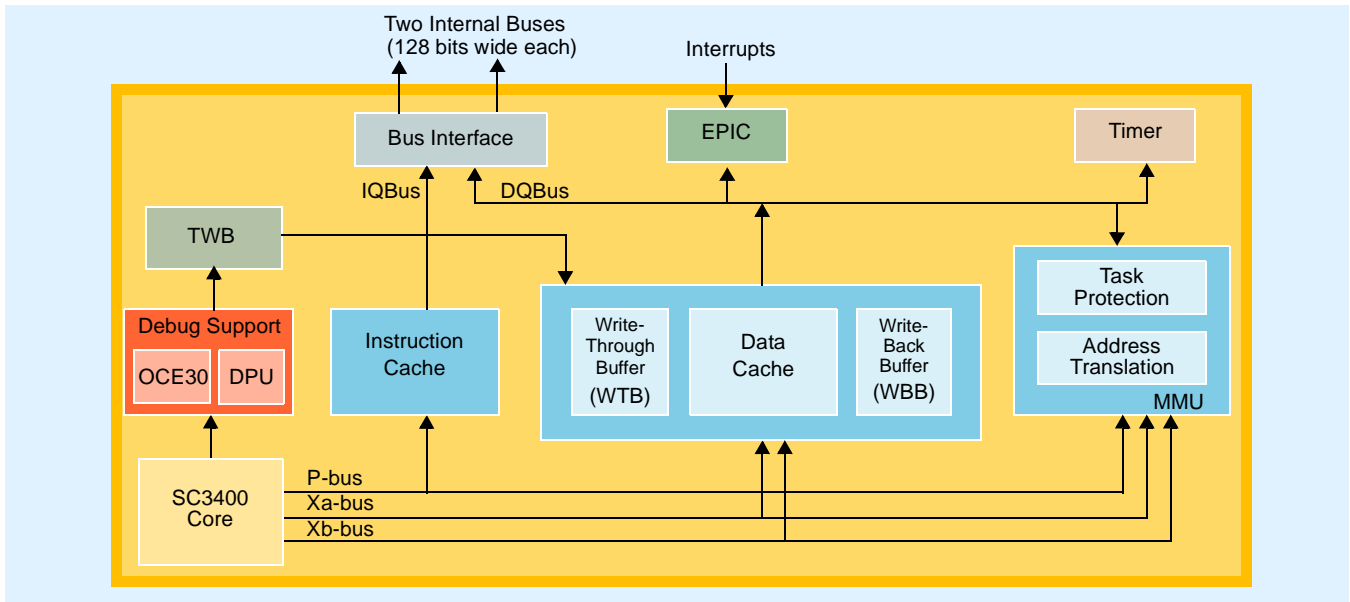 Two Internal Buses
(128 bits wide each)
Interrupts
Bus Interface
EPIC
Timer
IQBus
DQBus
TWB
Task
Protection
Debug Support
OCE30
DPU
Instruction
Cache
Write-
Through
Buffer
(WTB)
Data
Cache
Write-
Back
Buffer
(WBB)
Address
Translation
MMU
SC3400
Core
P-bus
Xa-bus
Xb-bus